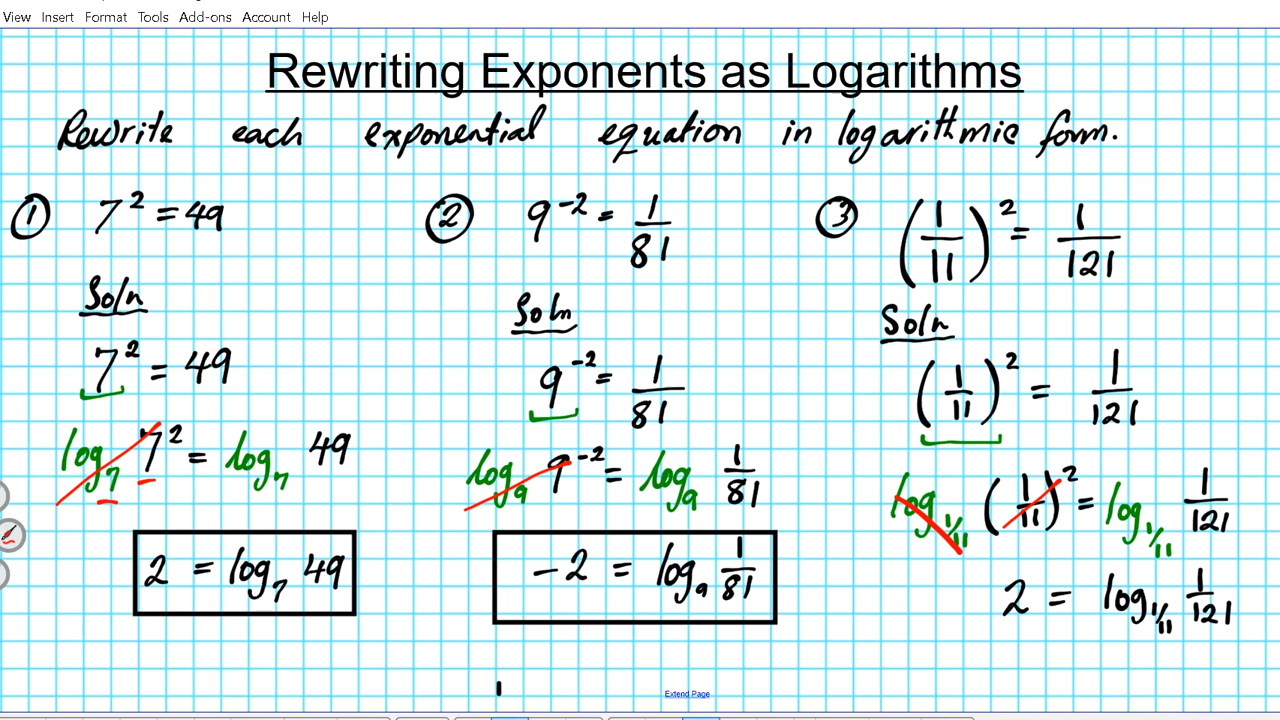 View Insert Format Tools Add-ons Account Help
Rewriting Exponents as Logarithms
Rewrite each exponential equation in logarithmic form.
① 7² = 49
Soln
7² = 49
log₇ 7² = log₇ 49
2 = log₇ 49
② 9⁻² = 1/81
Soln
9⁻² = 1/81
log₉ 9⁻² = log₉ 1/81
-2 = log₉ 1/81
③ (1/11)² = 1/121
Soln
(1/11)² = 1/121
log_1/11 (1/11)² = log_1/11 1/121
2 = log_1/11 1/121
Extend Page